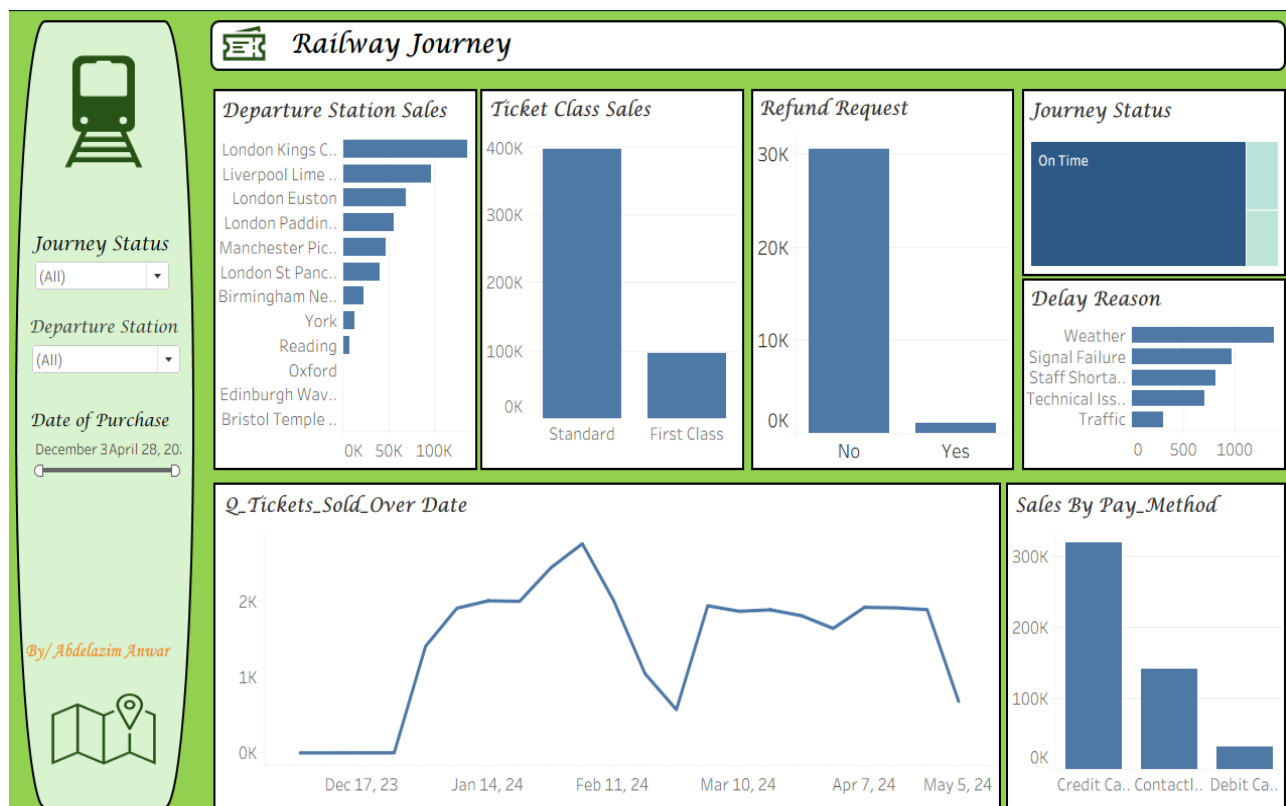 Railway Journey
Journey Status
(All)
Departure Station
(All)
Date of Purchase
December 3 April 28, 202
By/ Abdelazim Anwar
Departure Station Sales
London Kings C..
Liverpool Lime ..
London Euston
London Paddin..
Manchester Pic..
London St Panc..
Birmingham Ne..
York
Reading
Oxford
Edinburgh Wav..
Bristol Temple ..
0K 50K 100K
Ticket Class Sales
400K
300K
200K
100K
0K
Standard First Class
Refund Request
30K
20K
10K
0K
No Yes
Journey Status
On Time
Delay Reason
Weather
Signal Failure
Staff Shorta..
Technical Iss..
Traffic
0 500 1000
Q_Tickets_Sold_Over Date
2K
1K
0K
Dec 17, 23 Jan 14, 24 Feb 11, 24 Mar 10, 24 Apr 7, 24 May 5, 24
Sales By Pay_Method
300K
200K
100K
0K
Credit Ca.. Contactl.. Debit Ca..